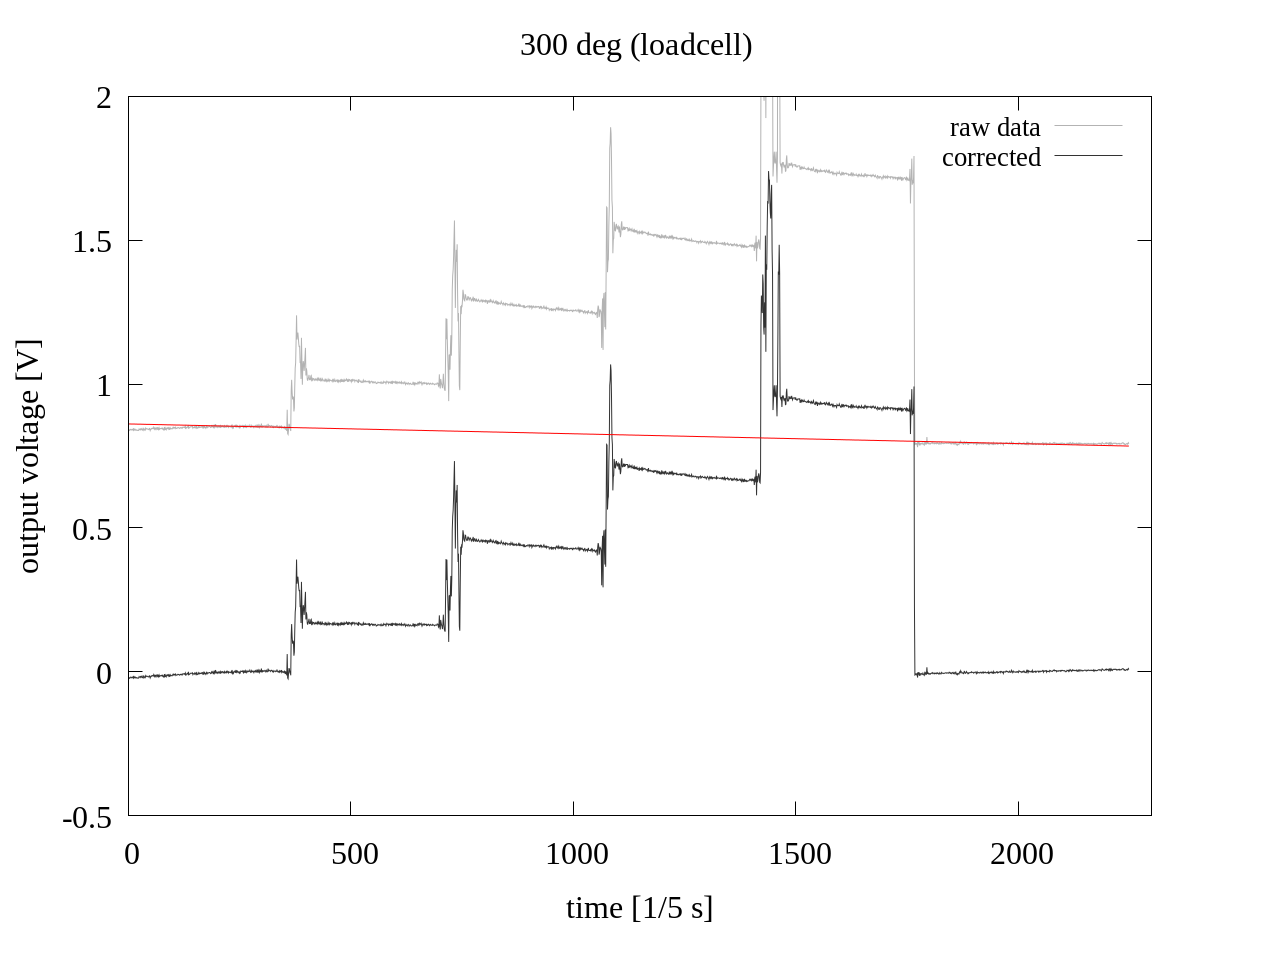 300 deg (loadcell)
raw data
corrected
2
1.5
1
0.5
0
-0.5
output voltage [V]
0 500 1000 1500 2000
time [1/5 s]